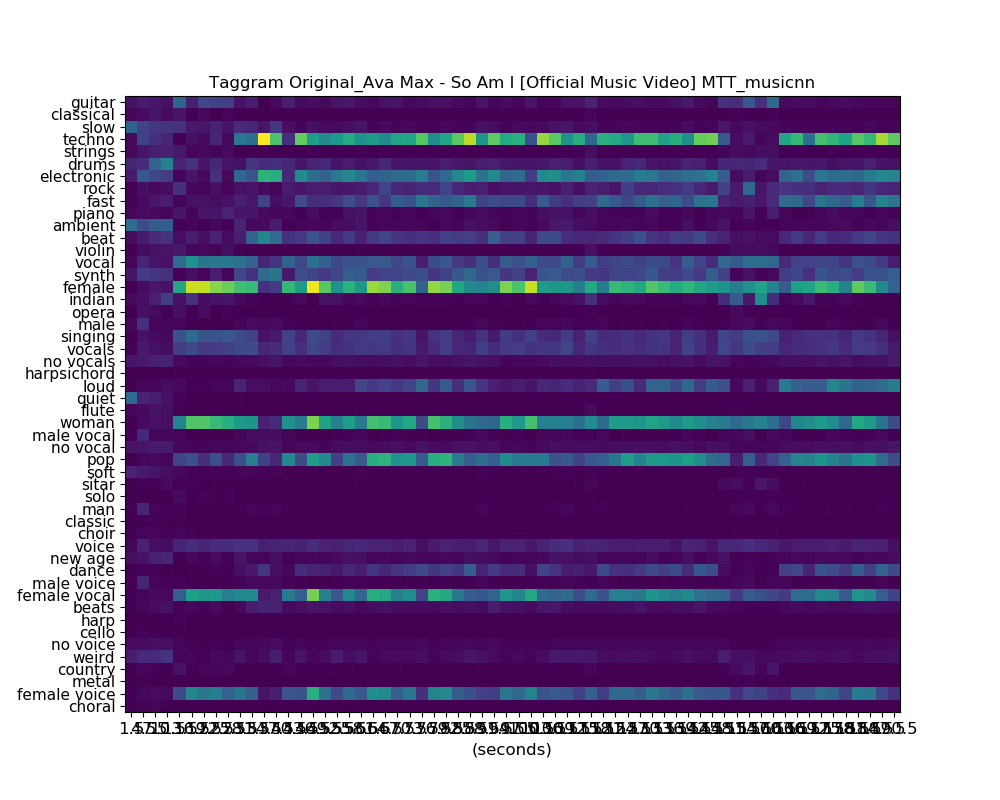 Taggram Original_Ava Max - So Am I [Official Music Video] MTT_musicnn
guitar
classical
slow
techno
strings
drums
electronic
rock
fast
piano
ambient
beat
violin
vocal
synth
female
indian
opera
male
singing
vocals
no vocals
harpsichord
loud
quiet
flute
woman
male vocal
no vocal
pop
soft
sitar
solo
man
classic
choir
voice
new age
dance
male voice
female vocal
beats
harp
cello
no voice
weird
country
metal
female voice
choral
(seconds)